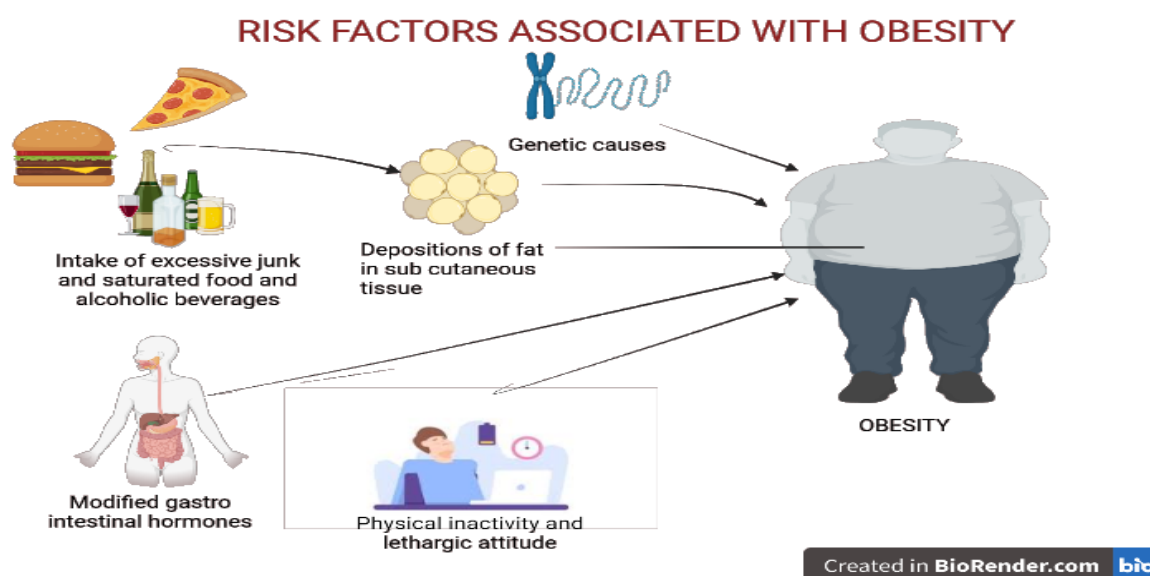 RISK FACTORS ASSOCIATED WITH OBESITY
Genetic causes
Intake of excessive junk
and saturated food and
alcoholic beverages
Depositions of fat
in sub cutaneous
tissue
OBESITY
Modified gastro
intestinal hormones
Physical inactivity and
lethargic attitude
Created in BioRender.com bio